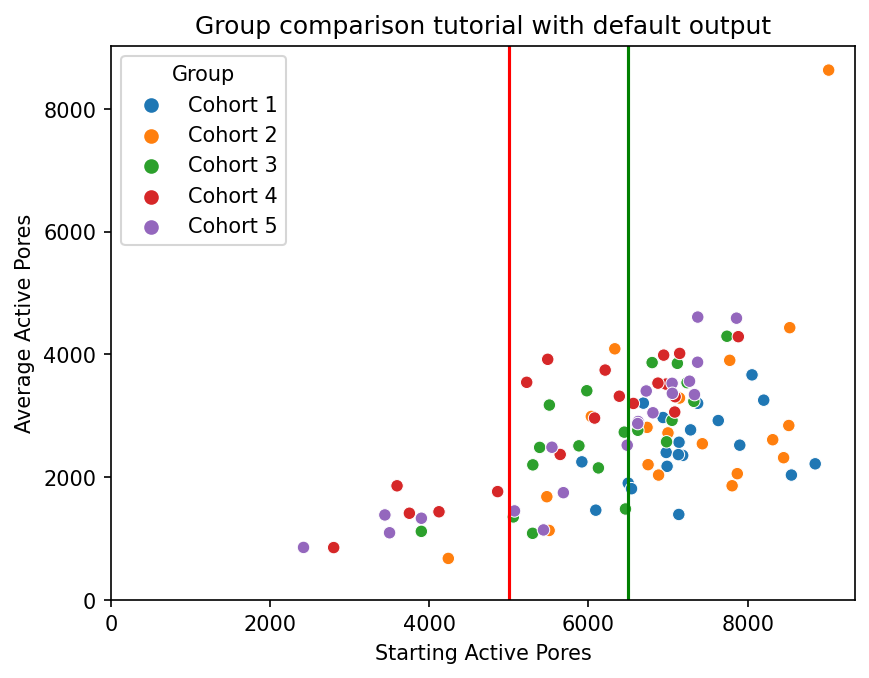 Group comparison tutorial with default output
Group
Cohort 1
Cohort 2
Cohort 3
Cohort 4
Cohort 5
Average Active Pores
8000
6000
4000
2000
0
0 2000 4000 6000 8000
Starting Active Pores